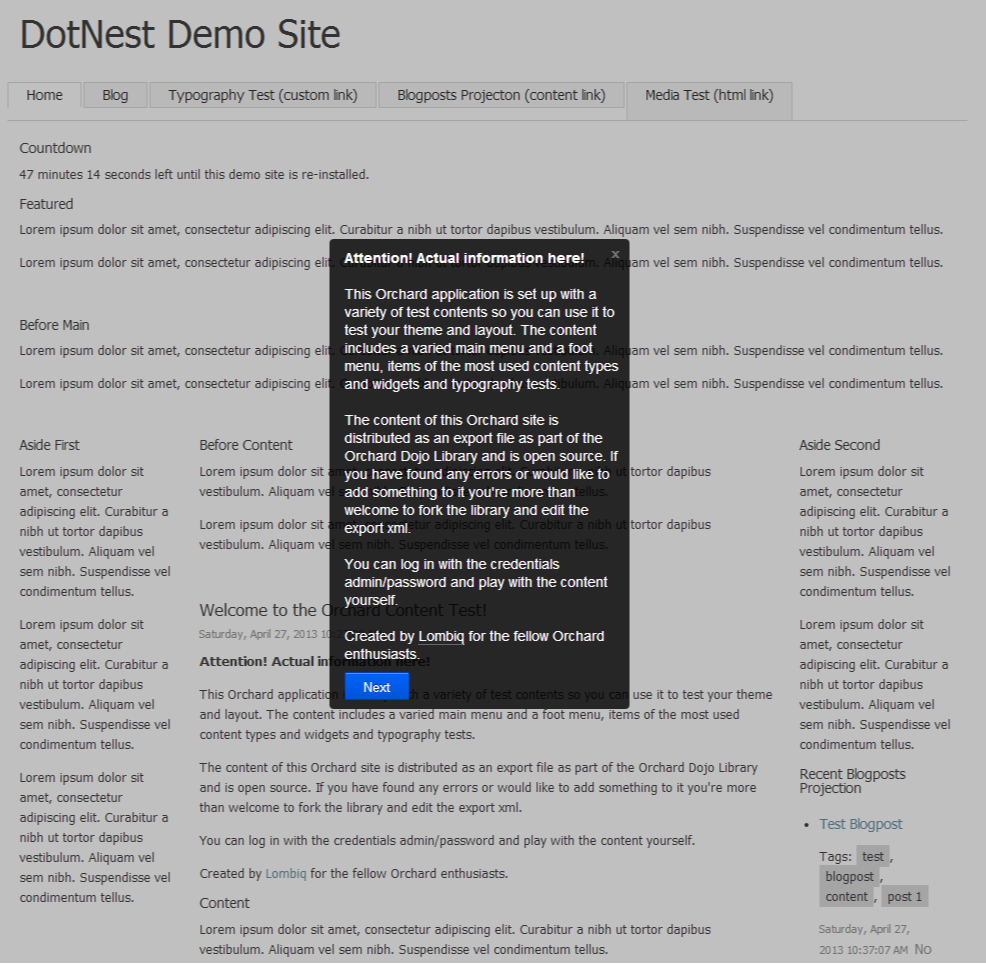 DotNest Demo Site
Home
Blog
Typography Test (custom link)
Blogposts Projecton (content link)
Media Test (html link)
Countdown
47 minutes 14 seconds left until this demo site is re-installed.
Featured
Lorem ipsum dolor sit amet, consectetur adipiscing elit. Curabitur a nibh ut tortor dapibus vestibulum. Aliquam vel sem nibh. Suspendisse vel condimentum tellus.
Lorem ipsum dolor sit amet, consectetur adipiscing elit. Curabitur a nibh ut tortor dapibus vestibulum. Aliquam vel sem nibh. Suspendisse vel condimentum tellus.
Before Main
Lorem ipsum dolor sit amet, consectetur adipiscing elit. Aliquam vel sem nibh. Suspendisse vel condimentum tellus.
Lorem ipsum dolor sit amet, consectetur adipiscing elit. vestibulum. Aliquam vel sem nibh. Suspendisse vel condimentum tellus.
Attention! Actual information here!
x
This Orchard application is set up with a
variety of test contents so you can use it to
test your theme and layout. The content
includes a varied main menu and a foot
menu, items of the most used content types
and widgets and typography tests.
The content of this Orchard site is
distributed as an export file as part of the
Orchard Dojo Library and is open source. If
you have found any errors or would like to
add something to it you're more than
welcome to fork the library and edit the
export xml.
You can log in with the credentials
admin/password and play with the content
yourself.
Created by Lombiq for the fellow Orchard
enthusiasts.
Next
Aside First
Lorem ipsum dolor sit
amet, consectetur
adipiscing elit. Curabitur a
nibh ut tortor dapibus
vestibulum. Aliquam vel
sem nibh. Suspendisse vel
condimentum tellus.
Lorem ipsum dolor sit
amet, consectetur
adipiscing elit. Curabitur a
nibh ut tortor dapibus
vestibulum. Aliquam vel
sem nibh. Suspendisse vel
condimentum tellus.
Lorem ipsum dolor sit
amet, consectetur
adipiscing elit. Curabitur a
nibh ut tortor dapibus
vestibulum. Aliquam vel
sem nibh. Suspendisse vel
condimentum tellus.
Before Content
Lorem ipsum dolor sit ut tortor dapibus
vestibulum. Aliquam vel tellus.
Lorem ipsum dolor sit amet, consectetur adipiscing elit. Curabitur a nibh ut tortor dapibus
vestibulum. Aliquam vel sem nibh. Suspendisse vel condimentum tellus.
Welcome to the Orchard Content Test!
Saturday, April 27, 2013
Attention! Actual information here!
This Orchard application with a variety of test contents so you can use it to test your theme
and layout. The content includes a varied main menu and a foot menu, items of the most used
content types and widgets and typography tests.
The content of this Orchard site is distributed as an export file as part of the Orchard Dojo Library
and is open source. If you have found any errors or would like to add something to it you're more
than welcome to fork the library and edit the export xml.
You can log in with the credentials admin/password and play with the content yourself.
Created by Lombiq for the fellow Orchard enthusiasts.
Content
Lorem ipsum dolor sit amet, consectetur adipiscing elit. Curabitur a nibh ut tortor dapibus
vestibulum. Aliquam vel sem nibh. Suspendisse vel condimentum tellus.
Aside Second
Lorem ipsum dolor sit
amet, consectetur
adipiscing elit. Curabitur a
nibh ut tortor dapibus
vestibulum. Aliquam vel
sem nibh. Suspendisse vel
condimentum tellus.
Lorem ipsum dolor sit
amet, consectetur
adipiscing elit. Curabitur a
nibh ut tortor dapibus
vestibulum. Aliquam vel
sem nibh. Suspendisse vel
condimentum tellus.
Recent Blogposts
Projection
• Test Blogpost
Tags: test,
blogpost,
content, post 1
Saturday, April 27,
2013 10:37:07 AM No